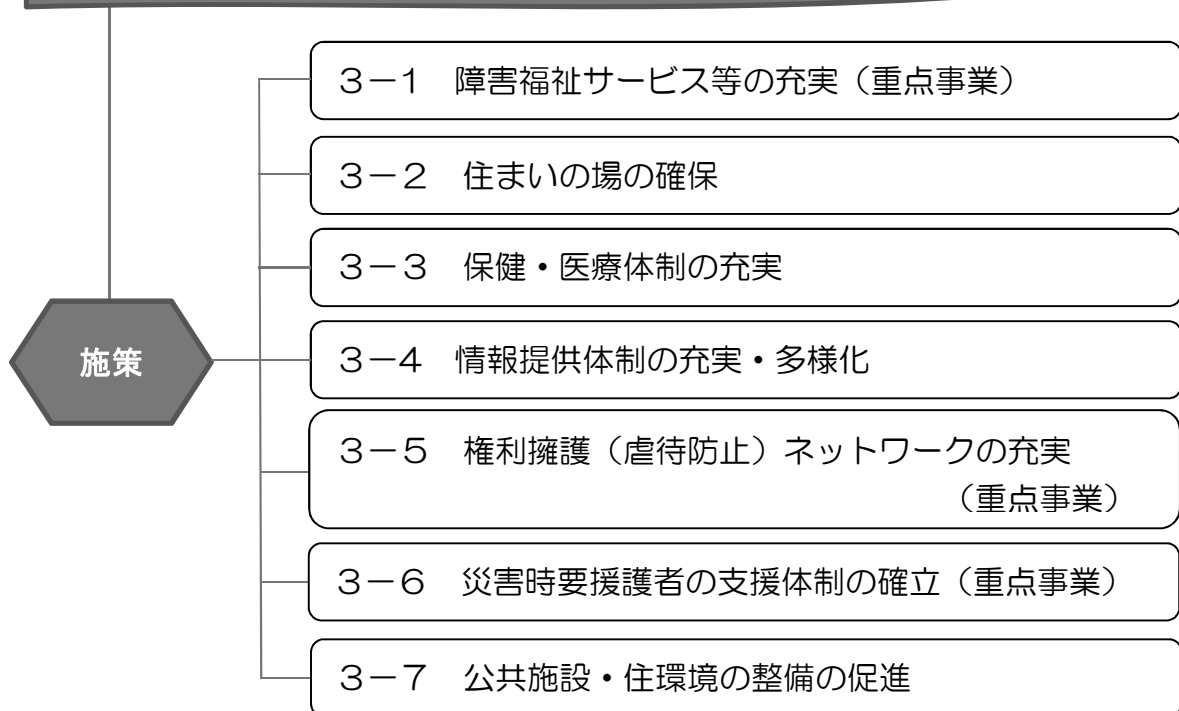 3-1 障害福祉サービス等の充実（重点事業）
3-2 住まいの場の確保
3-3 保健・医療体制の充実
施策
3-4 情報提供体制の充実・多様化
3-5 権利擁護（虐待防止）ネットワークの充実
（重点事業）
3-6 災害時要援護者の支援体制の確立（重点事業）
3-7 公共施設・住環境の整備の促進